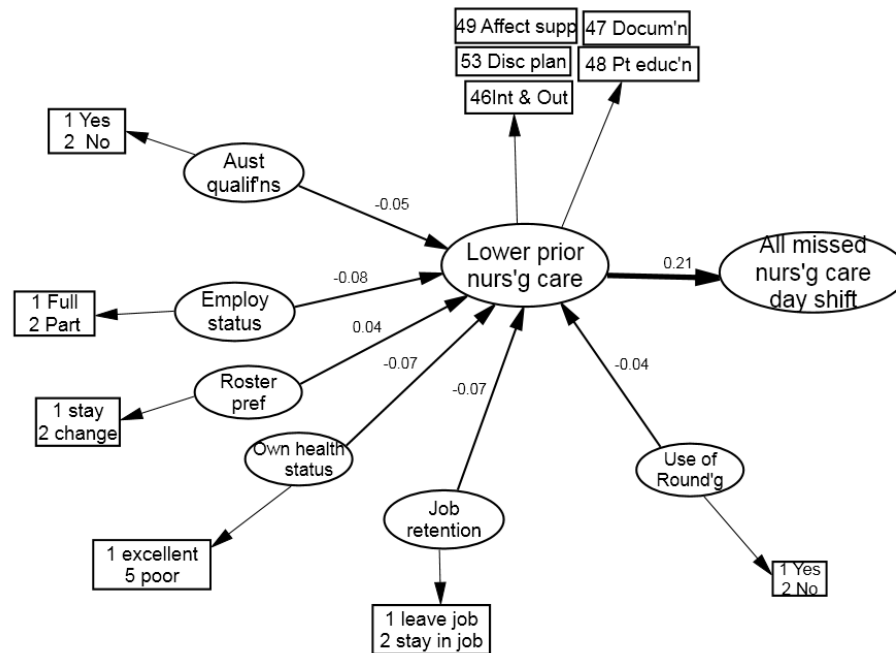 49 Affect supp
47 Docum'n
53 Disc plan
48 Pt educ'n
46Int & Out
1 Yes
2 No
Aust
qualif'ns
-0.05
Lower prior
nurs'g care
0.21
All missed
nurs'g care
day shift
1 Full
2 Part
Employ
status
-0.08
0.04
Roster
pref
-0.07
-0.07
-0.04
1 stay
2 change
Own health
status
Use of
Round'g
Job
retention
1 excellent
5 poor
1 Yes
2 No
1 leave job
2 stay in job